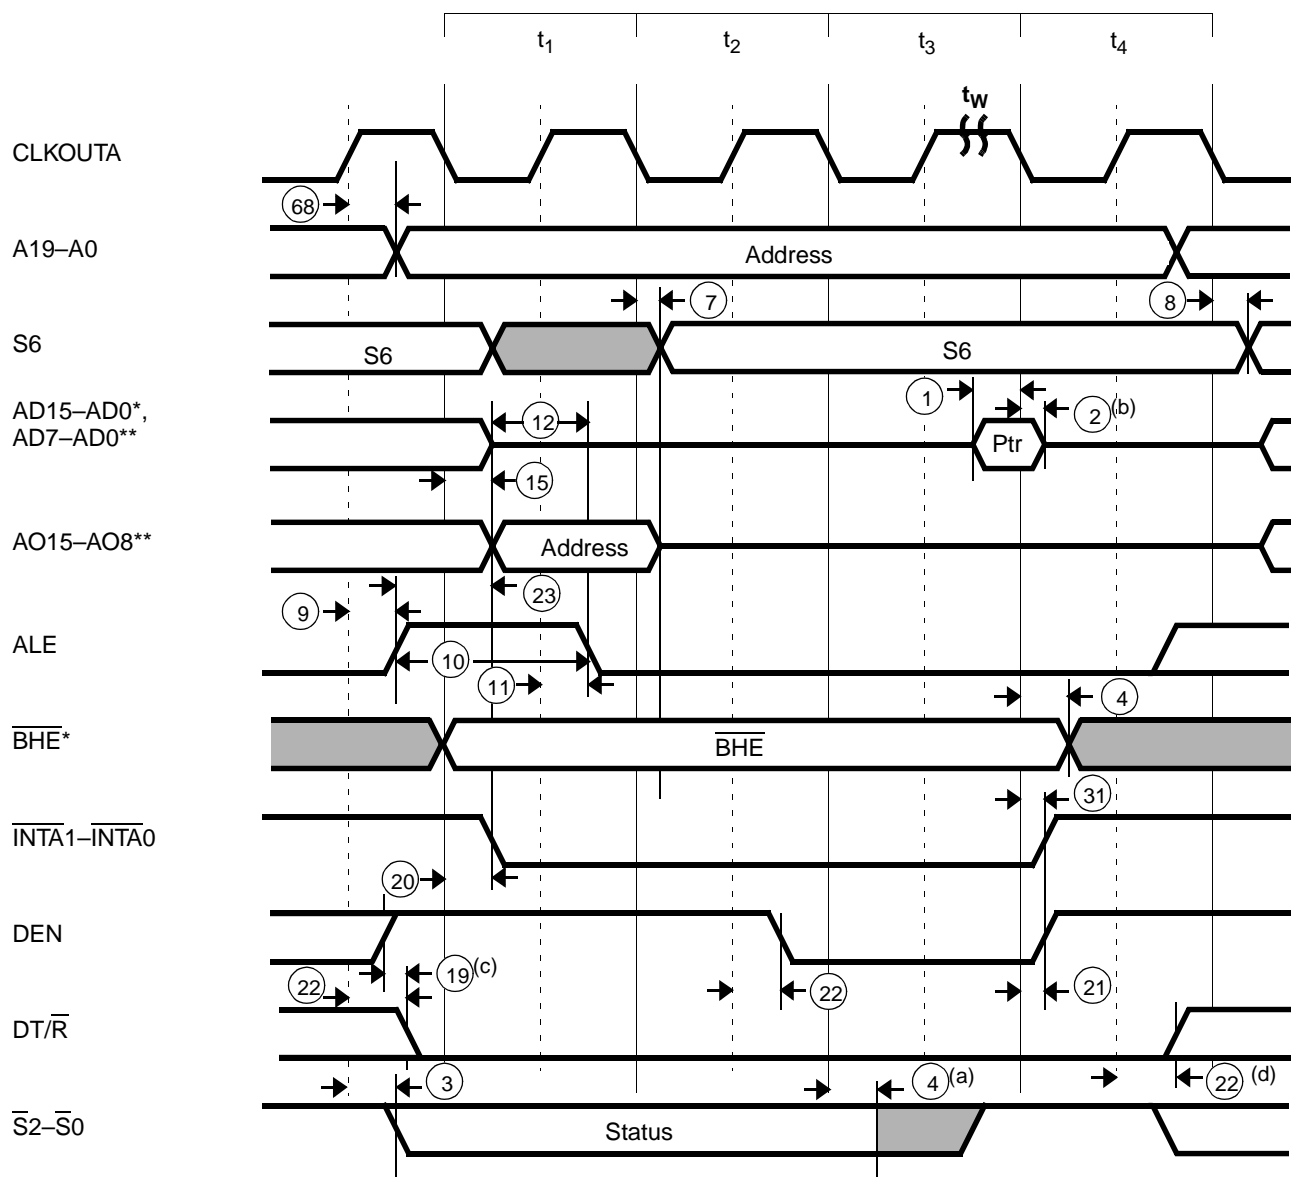 t1 t2 t3 t4
tW
CLKOUTA
68
A19–A0
Address
7 8
S6
S6 S6
1 2(b)
AD15–AD0*,
AD7–AD0**
12
Ptr
15
AO15–AO8**
Address
23
9
ALE
10
11
4
BHE*
BHE
31
INTA1–INTA0
20
DEN
19(c)
22 22 21
DT/R
3 4(a) 22(d)
S2–S0
Status